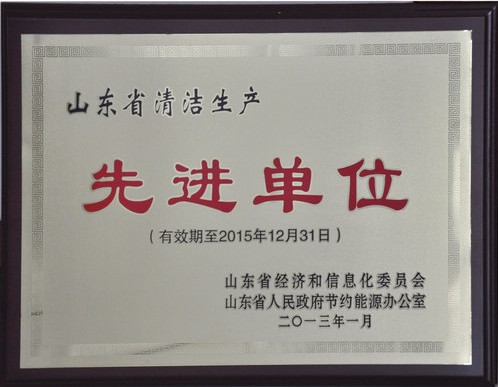 山东省清洁生产
先进单位
（有效期至2015年12月31日）
山东省经济和信息化委员会
山东省人民政府节约能源办公室
二〇一三年一月